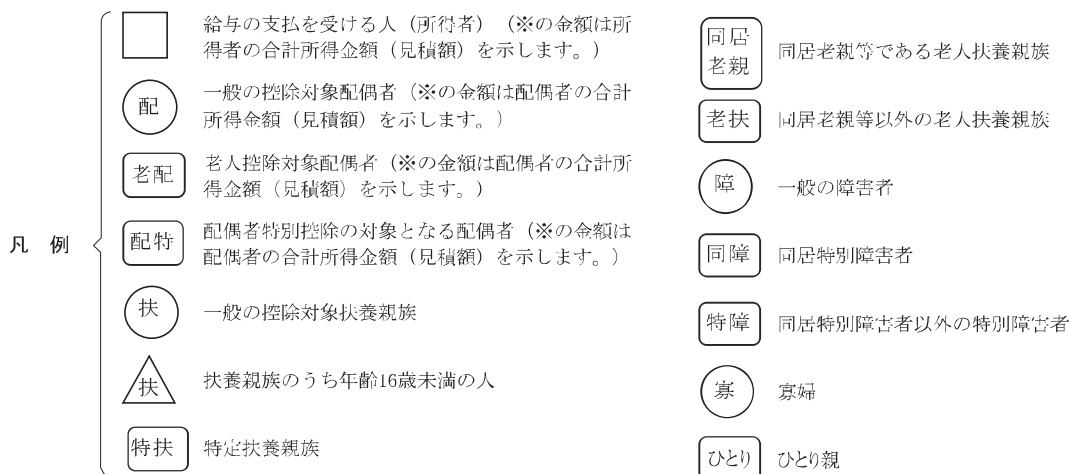 凡 例
給与の支払を受ける人（所得者）（※の金額は所
得者の合計所得金額（見積額）を示します。）
配
一般の控除対象配偶者（※の金額は配偶者の合計
所得金額（見積額）を示します。）
老配
老人控除対象配偶者（※の金額は配偶者の合計所
得金額（見積額）を示します。）
配特
配偶者特別控除の対象となる配偶者（※の金額は
配偶者の合計所得金額（見積額）を示します。）
扶
一般の控除対象扶養親族
扶
扶養親族のうち年齢16歳未満の人
特扶
特定扶養親族
同居
老親
同居老親等である老人扶養親族
老扶
同居老親等以外の老人扶養親族
障
一般の障害者
同障
同居特別障害者
特障
同居特別障害者以外の特別障害者
寡
寡婦
ひとり
ひとり親